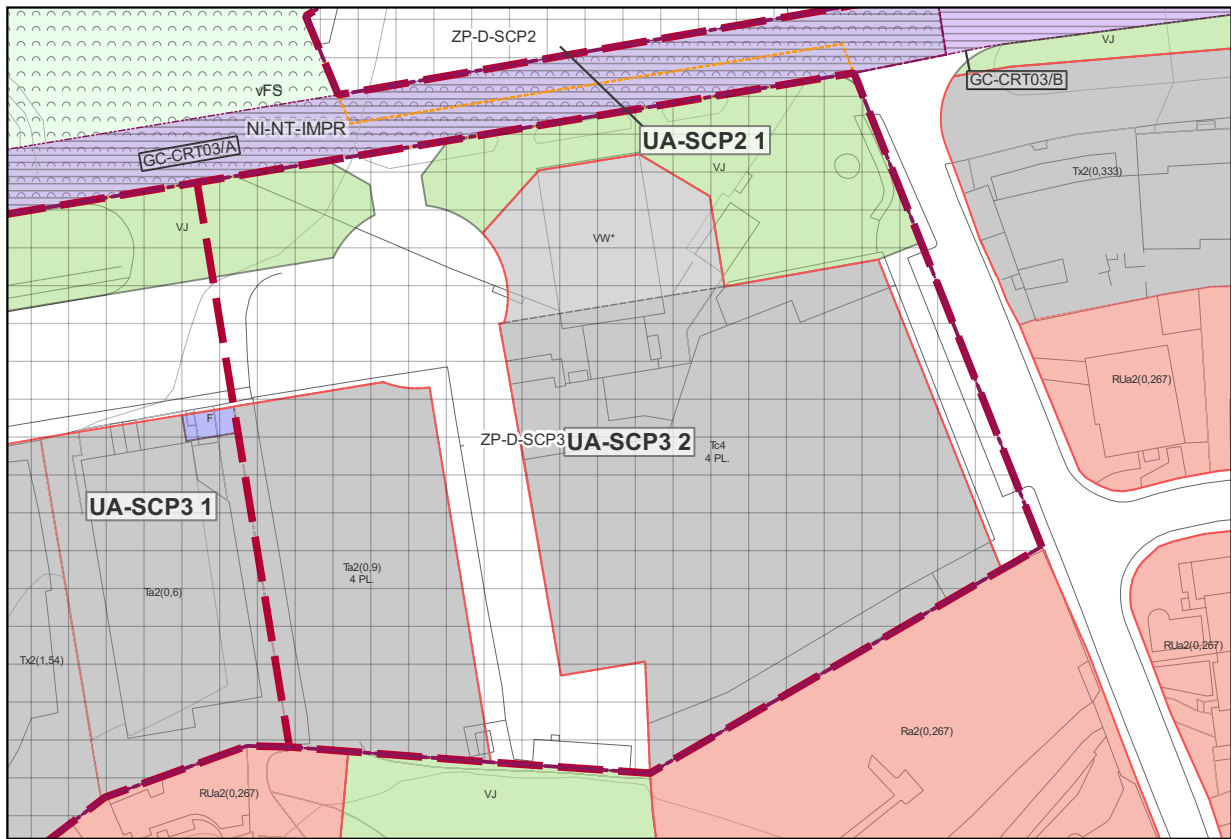 ZP-D-SCP2
VJ
GC-CRT03/B
vFS
NI-NT-IMPR
UA-SCP2 1
GC-CRT03/A
VJ
Tx2(0,333)
VJ
VW*
RUa2(0,267)
F
ZP-D-SCP3
UA-SCP3 2
Tc4
4 PL.
UA-SCP3 1
Ta2(0,9)
4 PL.
Ta2(0,6)
RUa2(0,267)
Tx2(1,54)
Ra2(0,267)
RUa2(0,267)
VJ